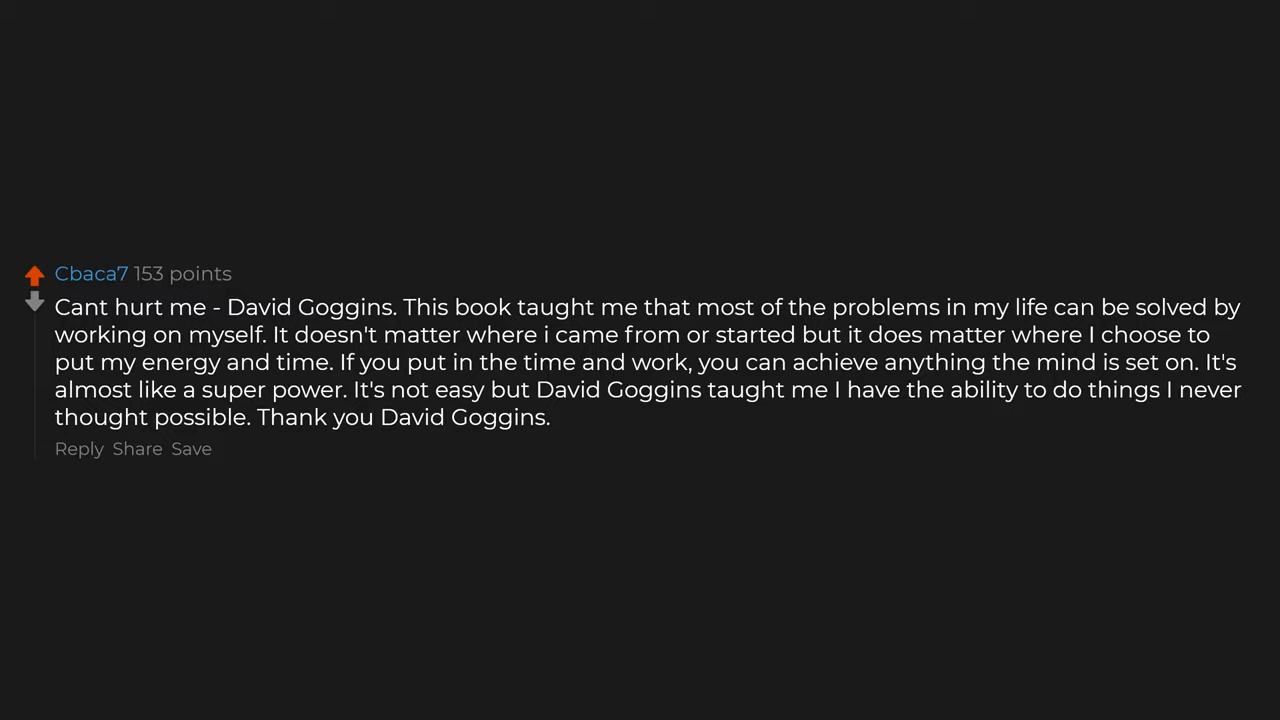 Cbaca7 153 points
Cant hurt me - David Goggins. This book taught me that most of the problems in my life can be solved by
working on myself. It doesn't matter where i came from or started but it does matter where I choose to
put my energy and time. If you put in the time and work, you can achieve anything the mind is set on. It's
almost like a super power. It's not easy but David Goggins taught me I have the ability to do things I never
thought possible. Thank you David Goggins.
Reply Share Save